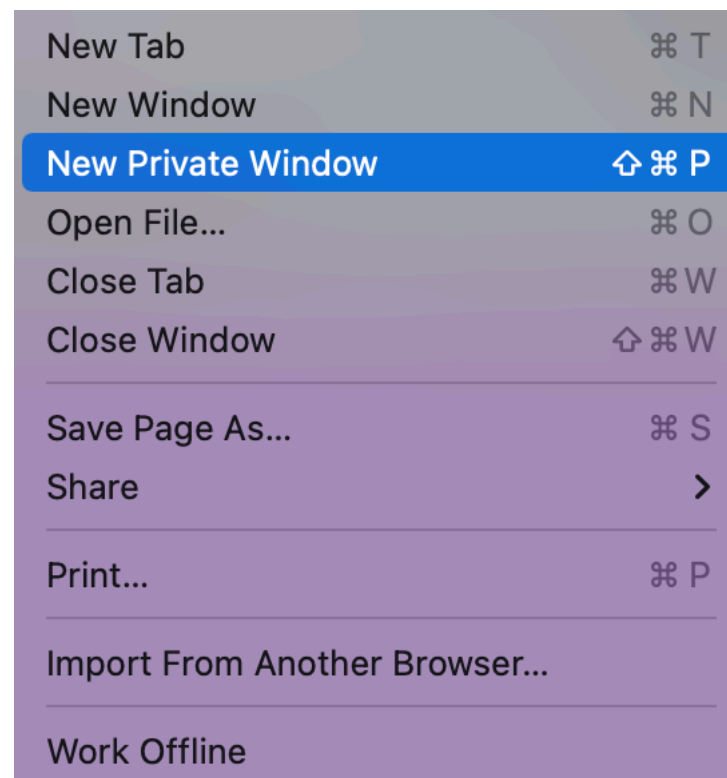 New Tab ⌘ T
New Window ⌘ N
New Private Window ⇧ ⌘ P
Open File... ⌘ O
Close Tab ⌘ W
Close Window ⇧ ⌘ W
Save Page As... ⌘ S
Share
Print... ⌘ P
Import From Another Browser...
Work Offline